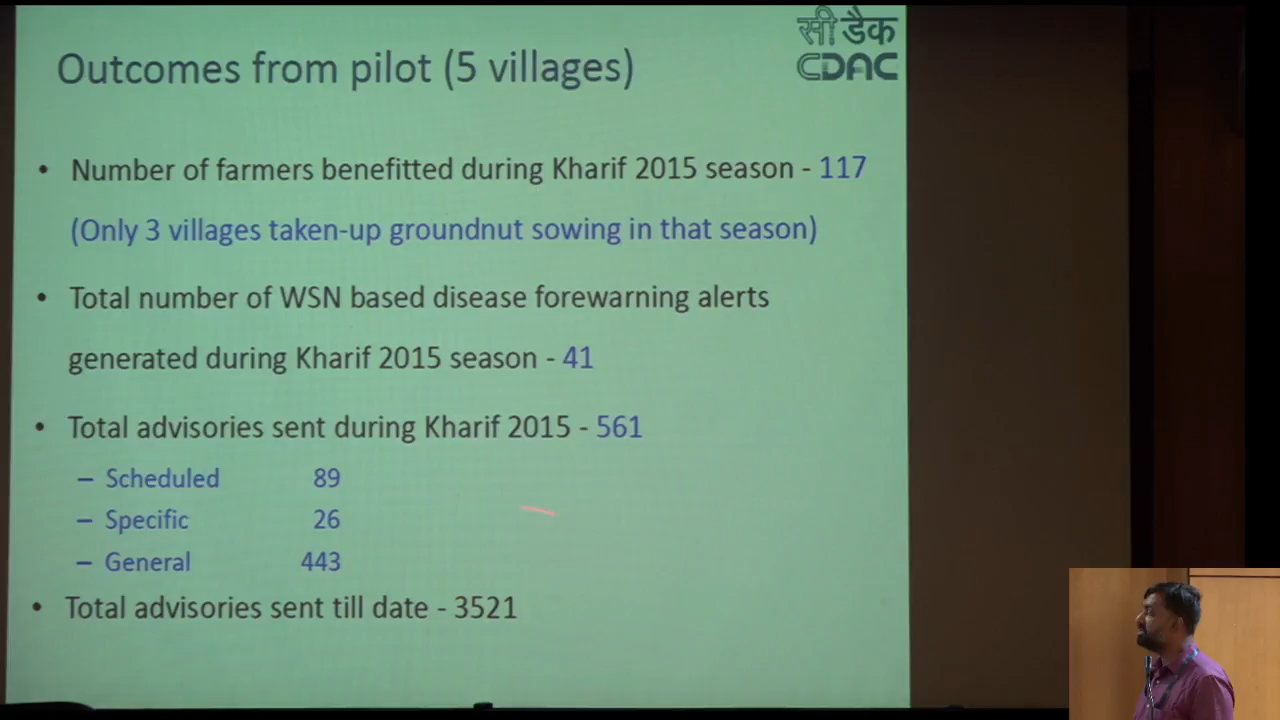 सी डैक
CDAC
Outcomes from pilot (5 villages)
• Number of farmers benefitted during Kharif 2015 season - 117
(Only 3 villages taken-up groundnut sowing in that season)
• Total number of WSN based disease forewarning alerts
generated during Kharif 2015 season - 41
• Total advisories sent during Kharif 2015 - 561
– Scheduled 89
– Specific 26
– General 443
• Total advisories sent till date - 3521